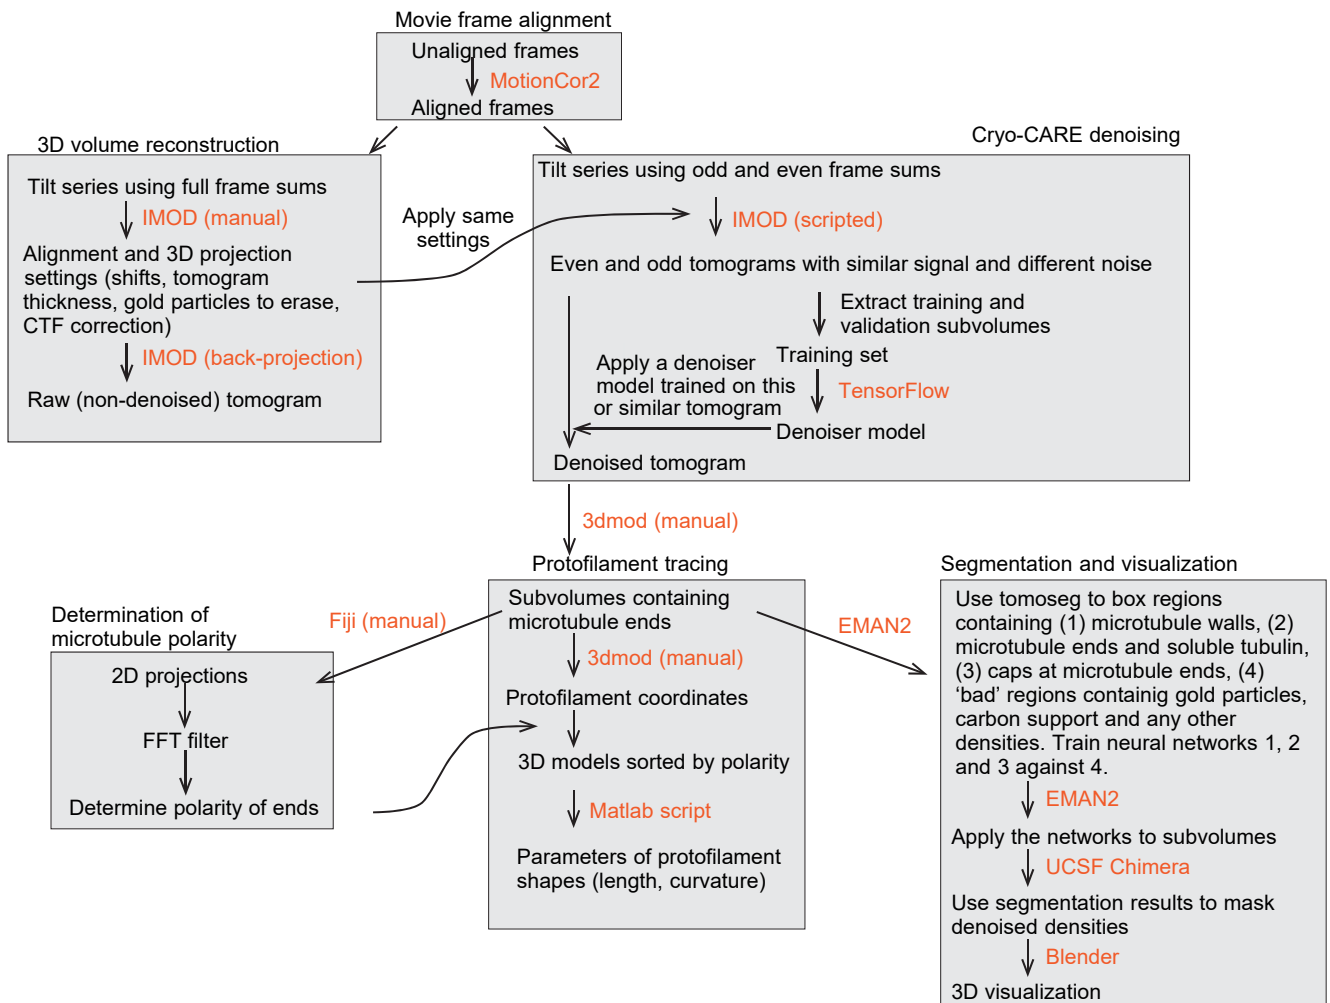 Movie frame alignment
Unaligned frames
MotionCor2
Aligned frames
3D volume reconstruction
Tilt series using full frame sums
IMOD (manual)
Alignment and 3D projection
settings (shifts, tomogram
thickness, gold particles to erase,
CTF correction)
IMOD (back-projection)
Raw (non-denoised) tomogram
Apply same
settings
Cryo-CARE denoising
Tilt series using odd and even frame sums
IMOD (scripted)
Even and odd tomograms with similar signal and different noise
Extract training and
validation subvolumes
Training set
TensorFlow
Denoiser model
Apply a denoiser
model trained on this
or similar tomogram
Denoised tomogram
3dmod (manual)
Protofilament tracing
Subvolumes containing
microtubule ends
3dmod (manual)
Protofilament coordinates
3D models sorted by polarity
Matlab script
Parameters of protofilament
shapes (length, curvature)
Fiji (manual)
Determination of
microtubule polarity
2D projections
FFT filter
Determine polarity of ends
EMAN2
Segmentation and visualization
Use tomoseg to box regions
containing (1) microtubule walls, (2)
microtubule ends and soluble tubulin,
(3) caps at microtubule ends, (4)
‘bad’ regions containig gold particles,
carbon support and any other
densities. Train neural networks 1, 2
and 3 against 4.
EMAN2
Apply the networks to subvolumes
UCSF Chimera
Use segmentation results to mask
denoised densities
Blender
3D visualization